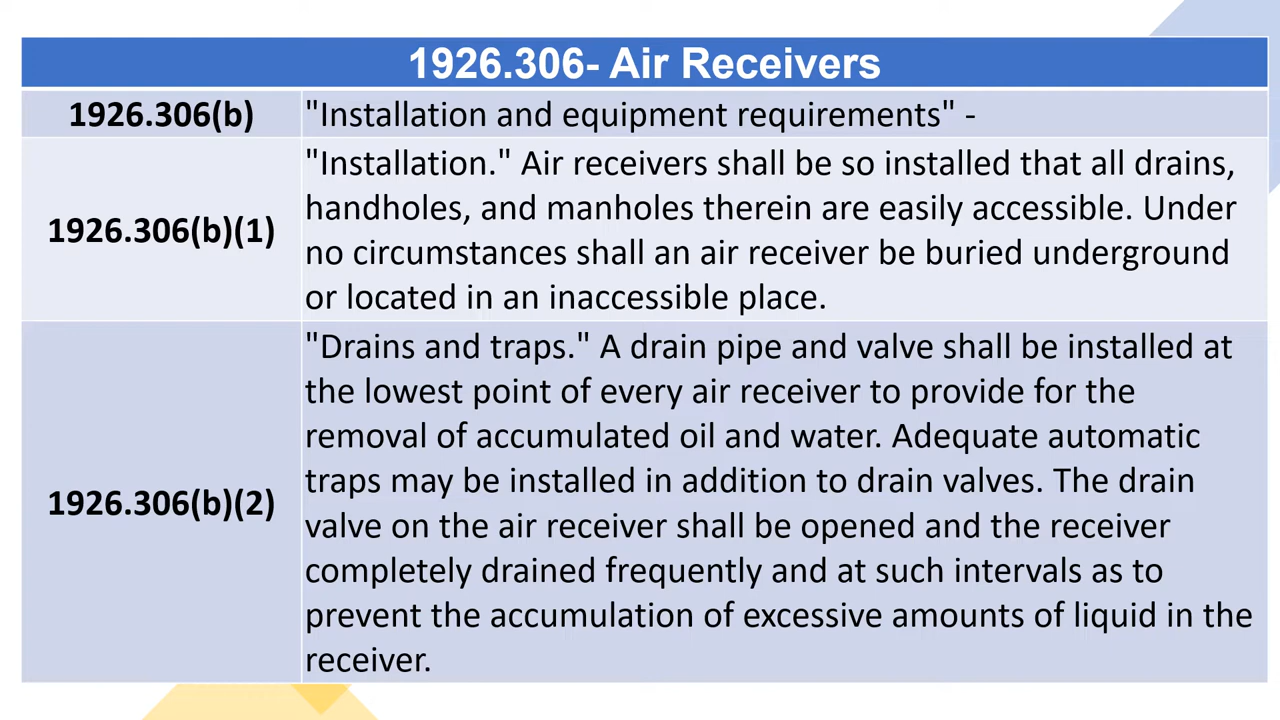 1926.306- Air Receivers
1926.306(b)
"Installation and equipment requirements" -
1926.306(b)(1)
"Installation." Air receivers shall be so installed that all drains,
handholes, and manholes therein are easily accessible. Under
no circumstances shall an air receiver be buried underground
or located in an inaccessible place.
1926.306(b)(2)
"Drains and traps." A drain pipe and valve shall be installed at
the lowest point of every air receiver to provide for the
removal of accumulated oil and water. Adequate automatic
traps may be installed in addition to drain valves. The drain
valve on the air receiver shall be opened and the receiver
completely drained frequently and at such intervals as to
prevent the accumulation of excessive amounts of liquid in the
receiver.